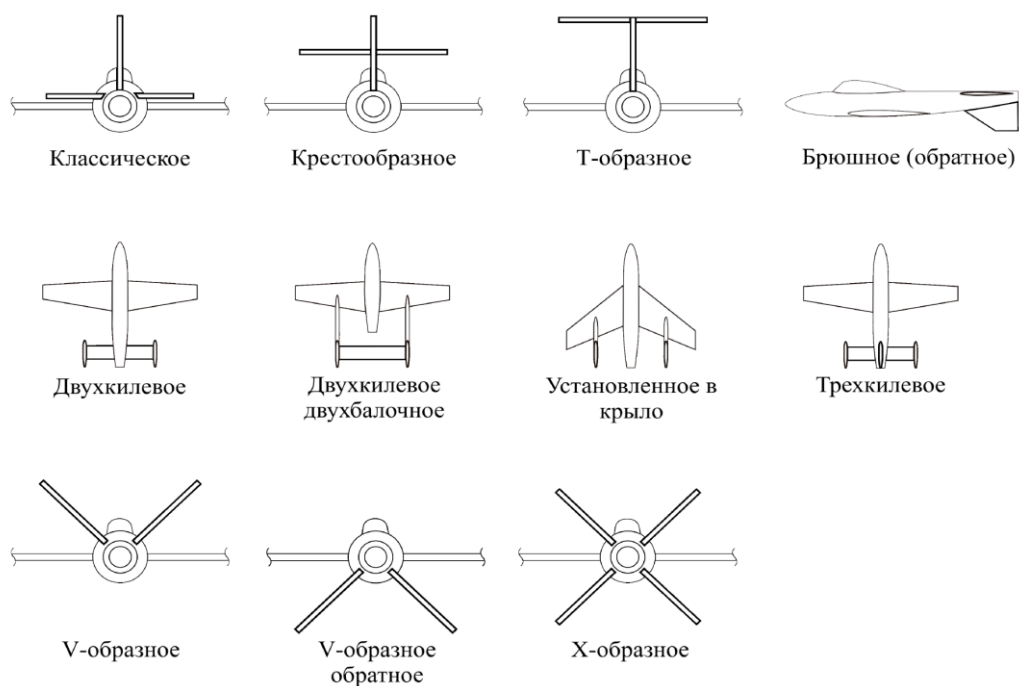 Классическое
Крестообразное
Т-образное
Брюшное (обратное)
Двухкилевое
Двухкилевое
двухбалочное
Установленное в
крыло
Трехкилевое
V-образное
V-образное
обратное
X-образное